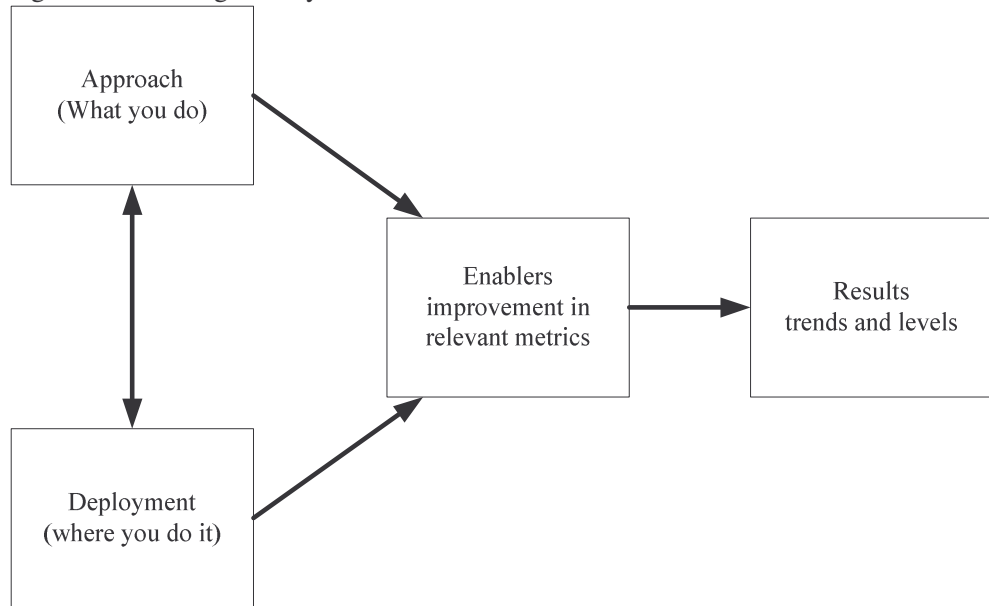 Approach
(What you do)
Enablers
improvement in
relevant metrics
Results
trends and levels
Deployment
(where you do it)